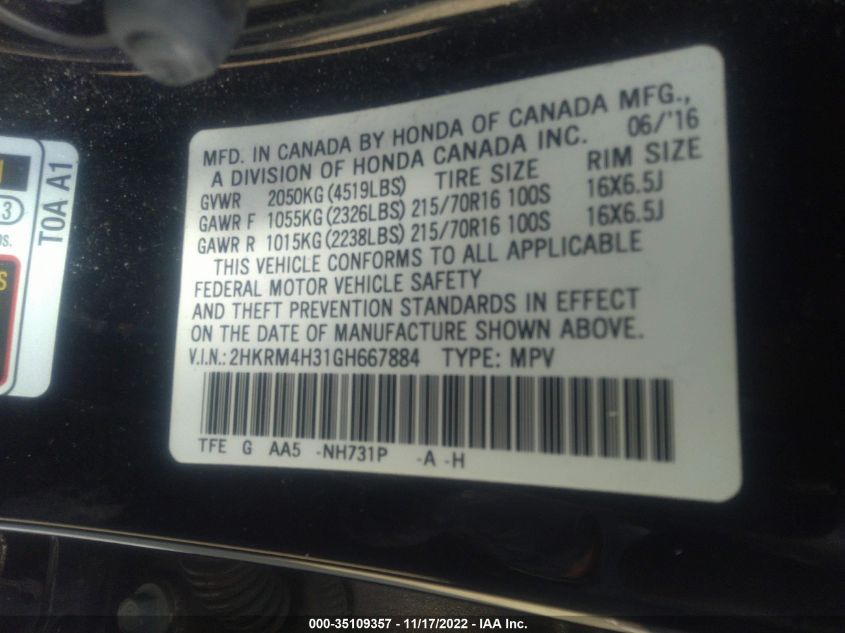 MFD. IN CANADA BY HONDA OF CANADA MFG.,
A DIVISION OF HONDA CANADA INC. 06/'16
GVWR 2050KG (4519LBS) TIRE SIZE RIM SIZE
GAWR F 1055KG (2326LBS) 215/70R16 100S 16X6.5J
GAWR R 1015KG (2238LBS) 215/70R16 100S 16X6.5J
THIS VEHICLE CONFORMS TO ALL APPLICABLE
FEDERAL MOTOR VEHICLE SAFETY
AND THEFT PREVENTION STANDARDS IN EFFECT
ON THE DATE OF MANUFACTURE SHOWN ABOVE.
V.I.N.: 2HKRM4H31GH667884 TYPE: MPV
TFE G AA5 -NH731P -A -H
T0A A1
3
S
000-35109357 - 11/17/2022 - IAA Inc.